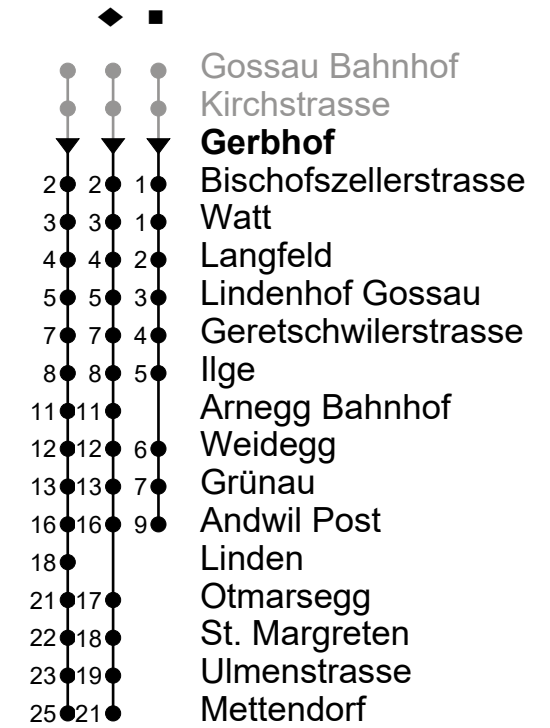 ◆ ■
Gossau Bahnhof
Kirchstrasse
Gerbhof
2 2 1 Bischofszellerstrasse
3 3 1 Watt
4 4 2 Langfeld
5 5 3 Lindenhof Gossau
7 7 4 Geretschwilerstrasse
8 8 5 Ilge
11 11 Arnegg Bahnhof
12 12 6 Weidegg
13 13 7 Grünau
16 16 9 Andwil Post
18 Linden
21 17 Otmarsegg
22 18 St. Margreten
23 19 Ulmenstrasse
25 21 Mettendorf